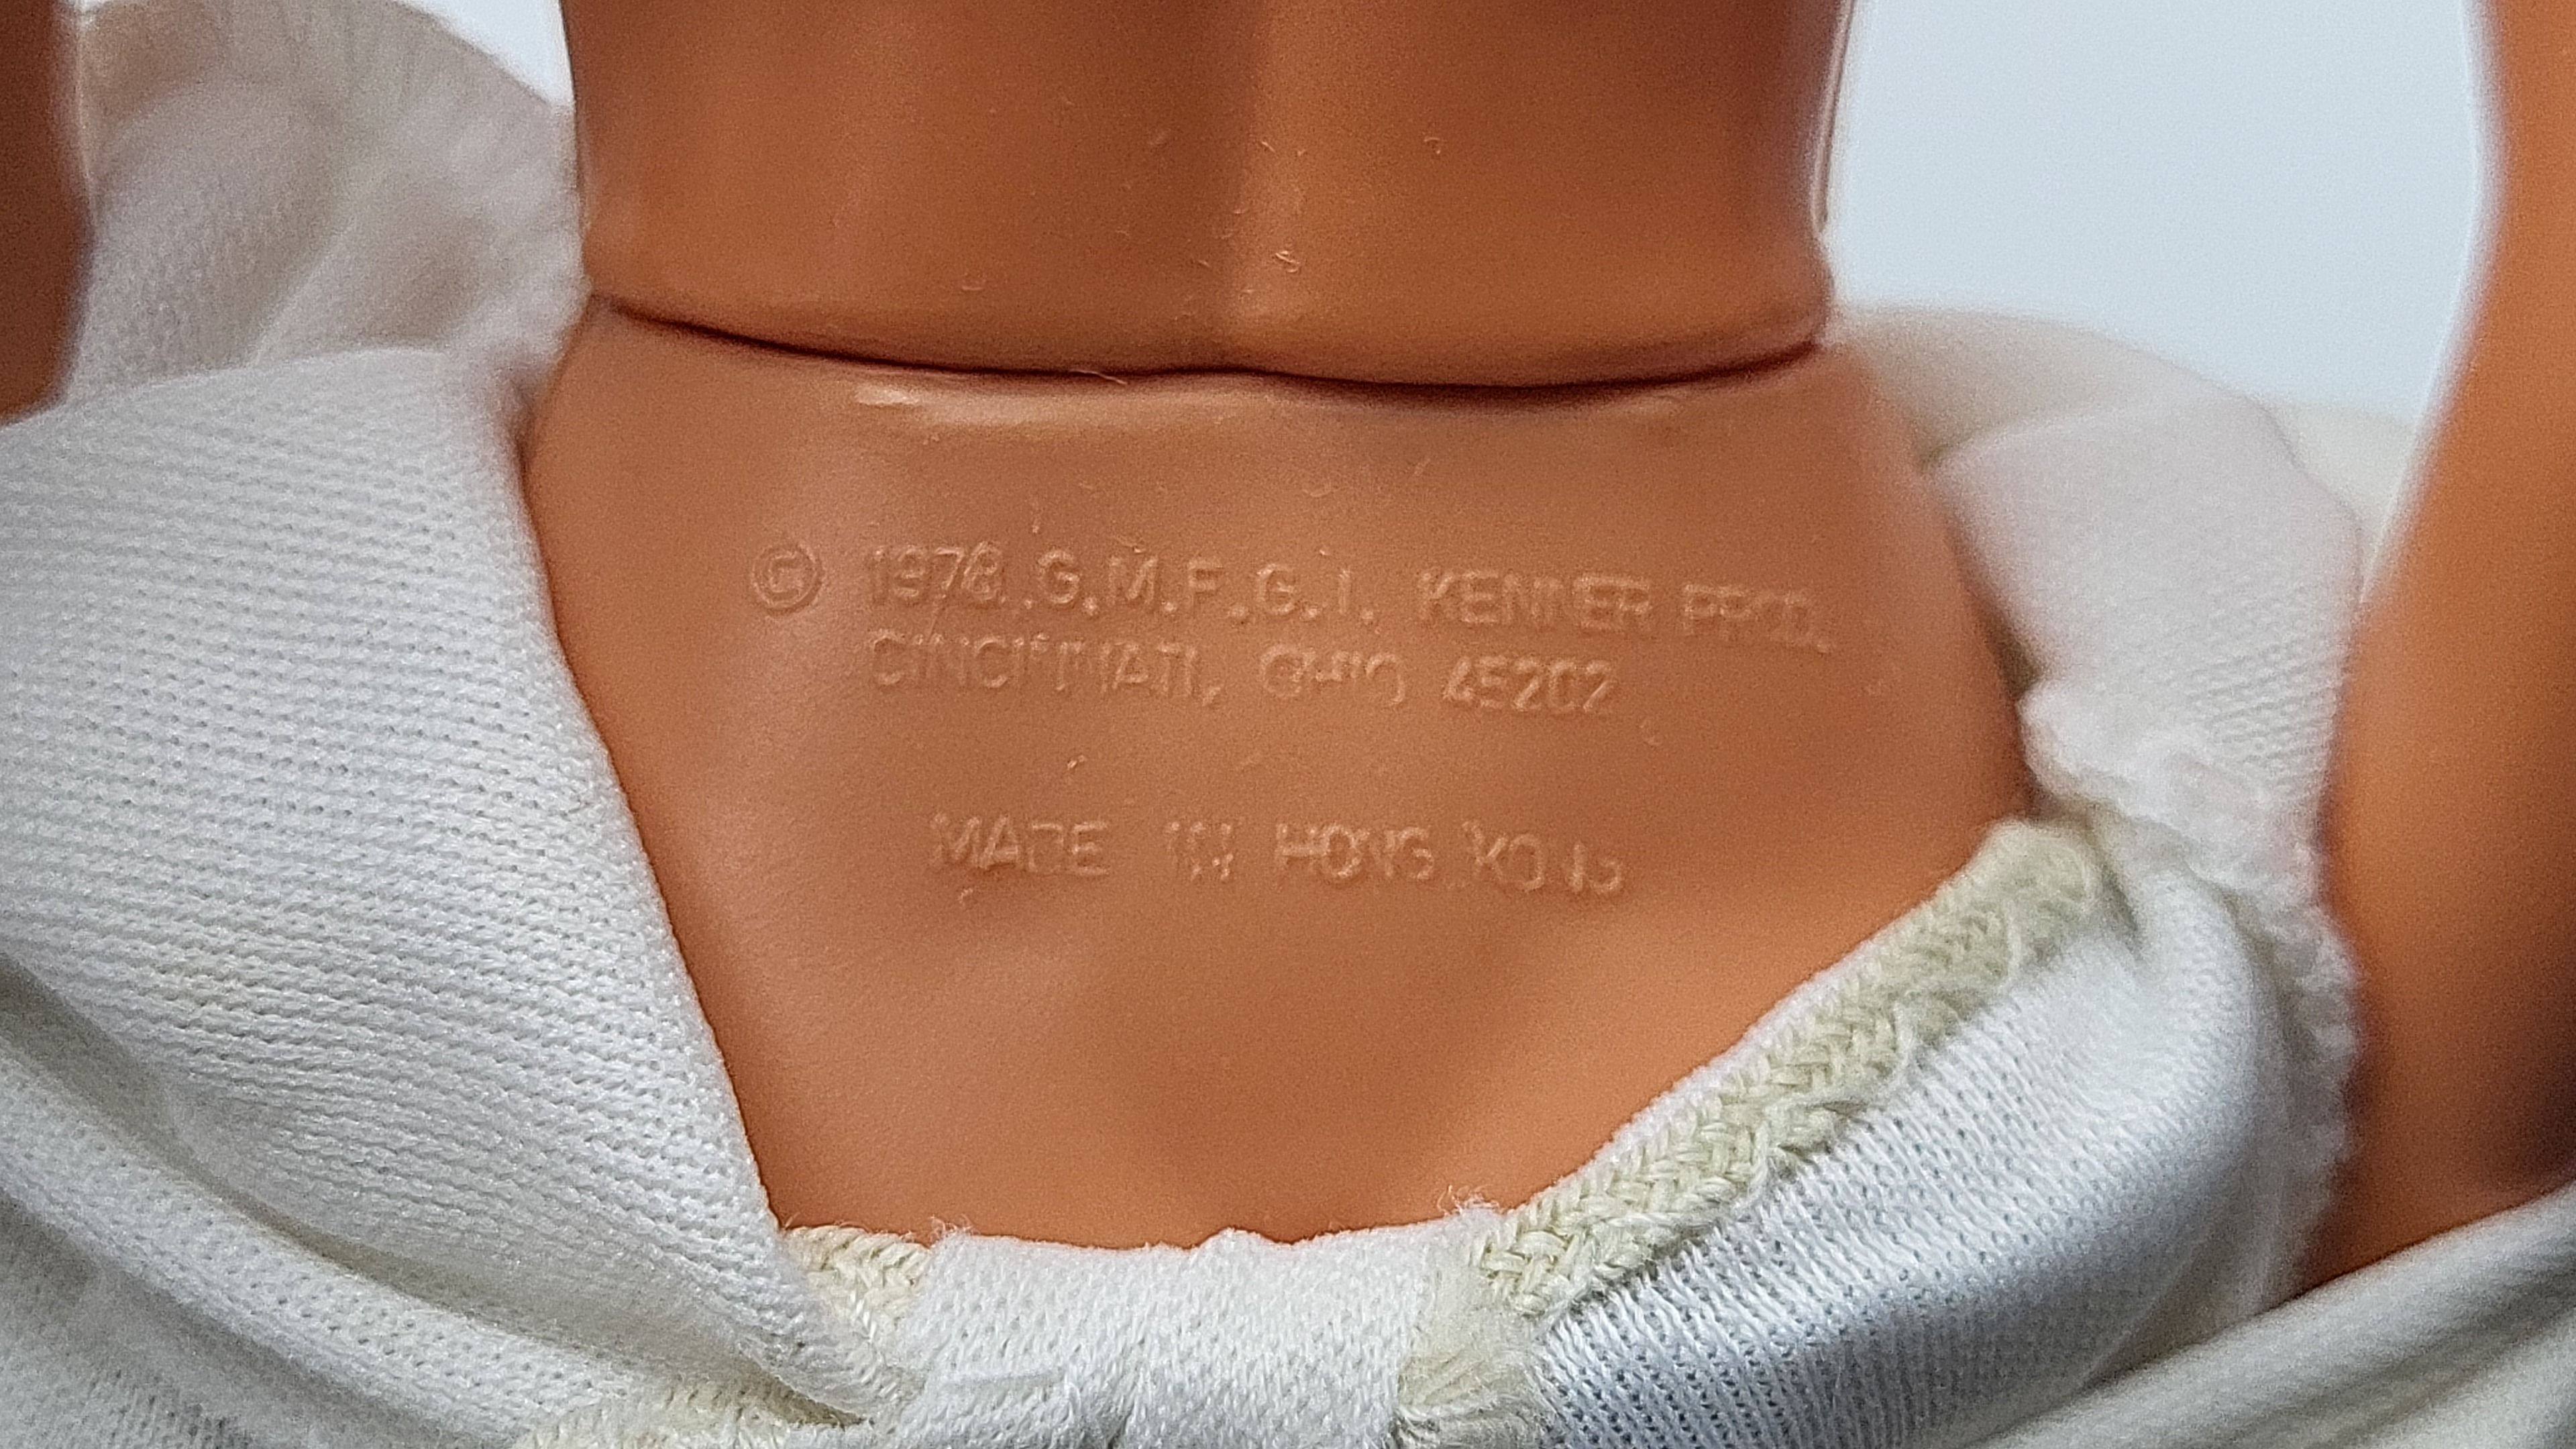 © 1978 G.M.F.G.I. KENNER PROD.
CINCINNATI, OHIO 45202
MADE IN HONG KONG